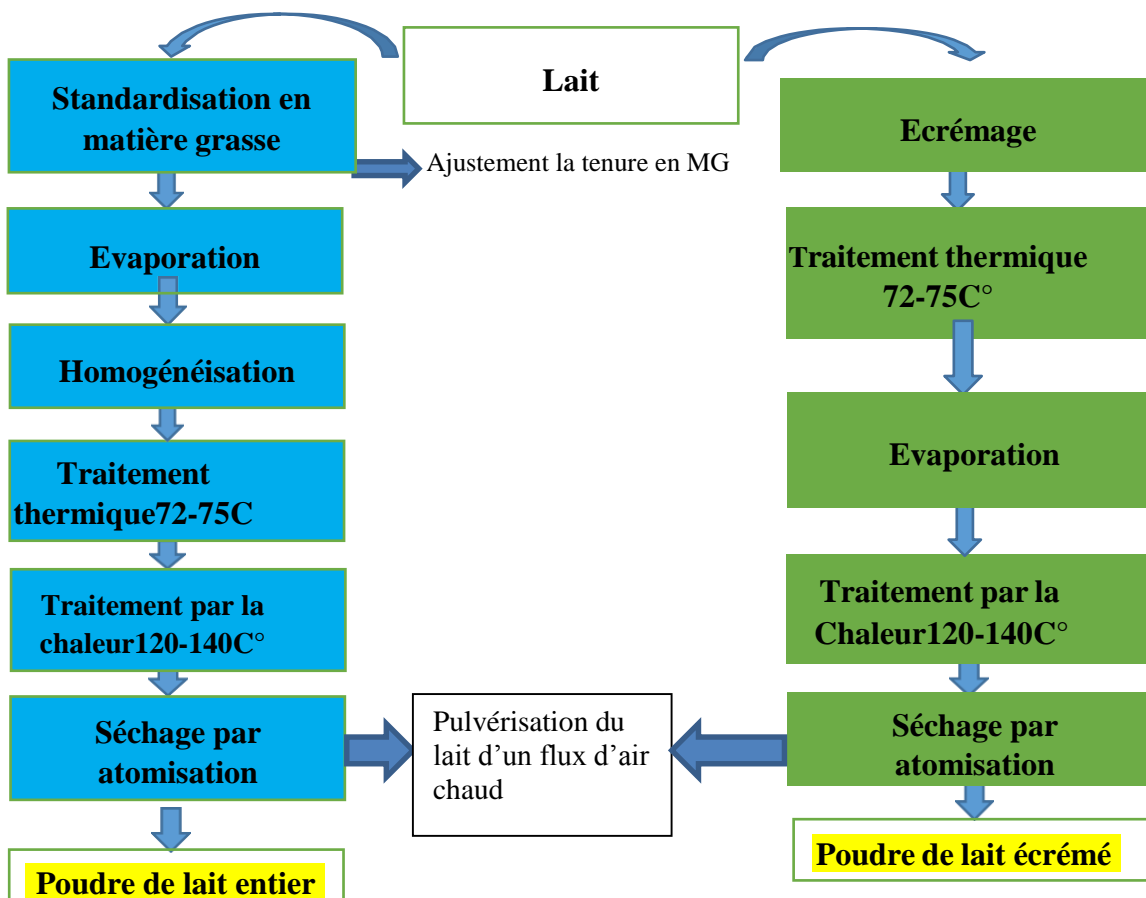 Lait
Standardisation en
matière grasse
Ajustement la tenure en MG
Evaporation
Homogénéisation
Traitement
thermique72-75C
Traitement par la
chaleur120-140C°
Séchage par
atomisation
Poudre de lait entier
Pulvérisation du
lait d’un flux d’air
chaud
Ecrémage
Traitement thermique
72-75C°
Evaporation
Traitement par la
Chaleur120-140C°
Séchage par
atomisation
Poudre de lait écrémé